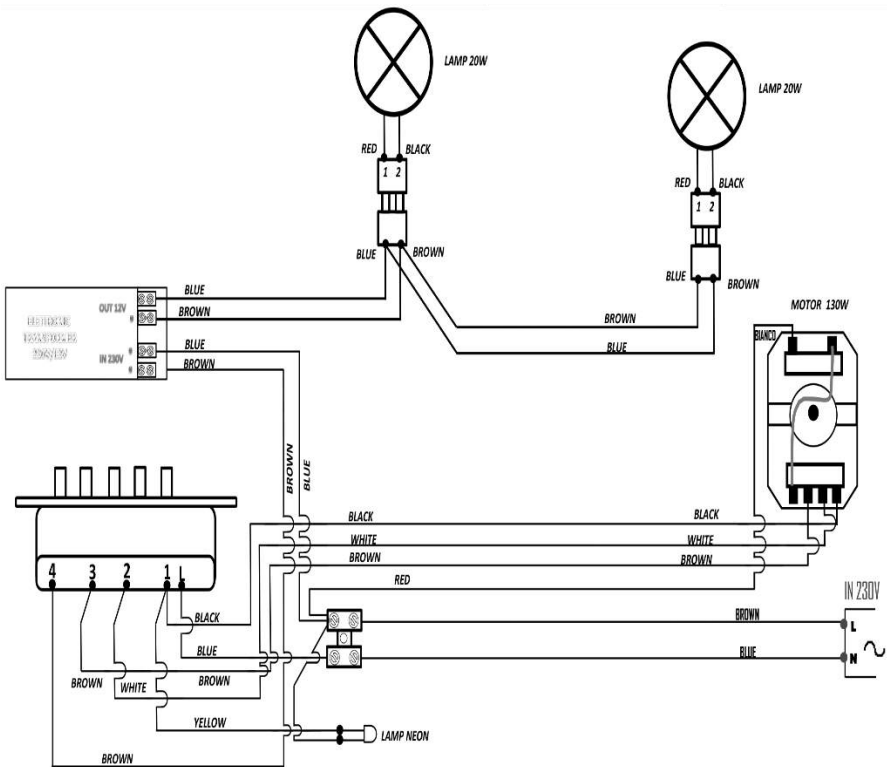 LAMP 20W
LAMP 20W
RED
BLACK
1 2
RED
BLACK
1 2
BLUE
BROWN
BLUE
BROWN
MOTOR 130W
BLUE
OUT 12V
BROWN
BROWN
BIANCO
BLUE
BLUE
IN 230V
BROWN
BROWN
BLUE
BLACK
BLACK
WHITE
WHITE
BROWN
BROWN
4 3 2 1 L
RED
IN 230V
BLACK
BROWN
L
BLUE
BLUE
N
BROWN
BROWN
WHITE
YELLOW
LAMP NEON
BROWN